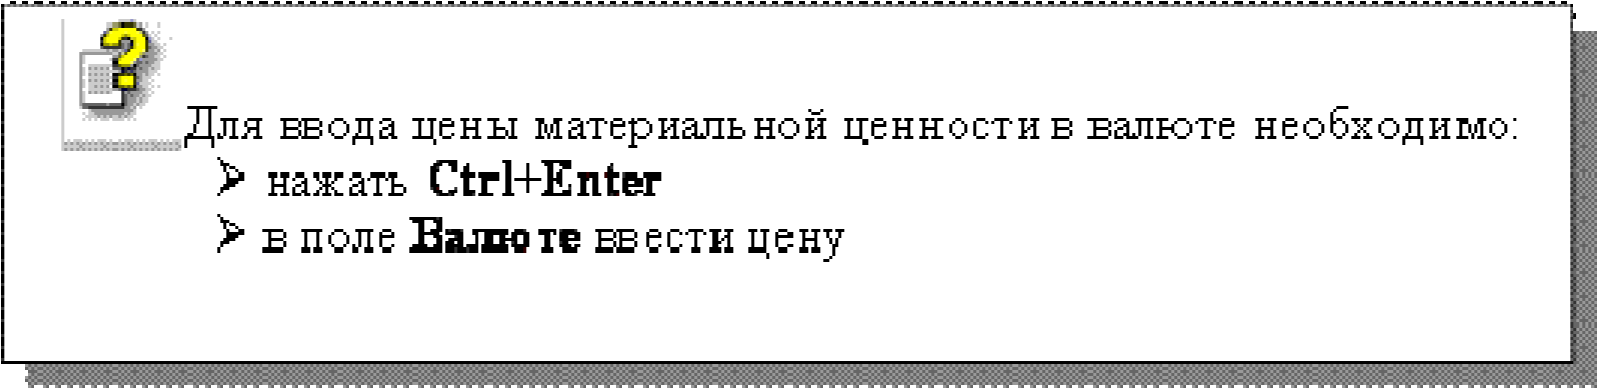 Для ввода цены материальной ценности в валюте необходимо:
➢ нажать Ctrl+Enter
➢ в поле Валюте ввести цену